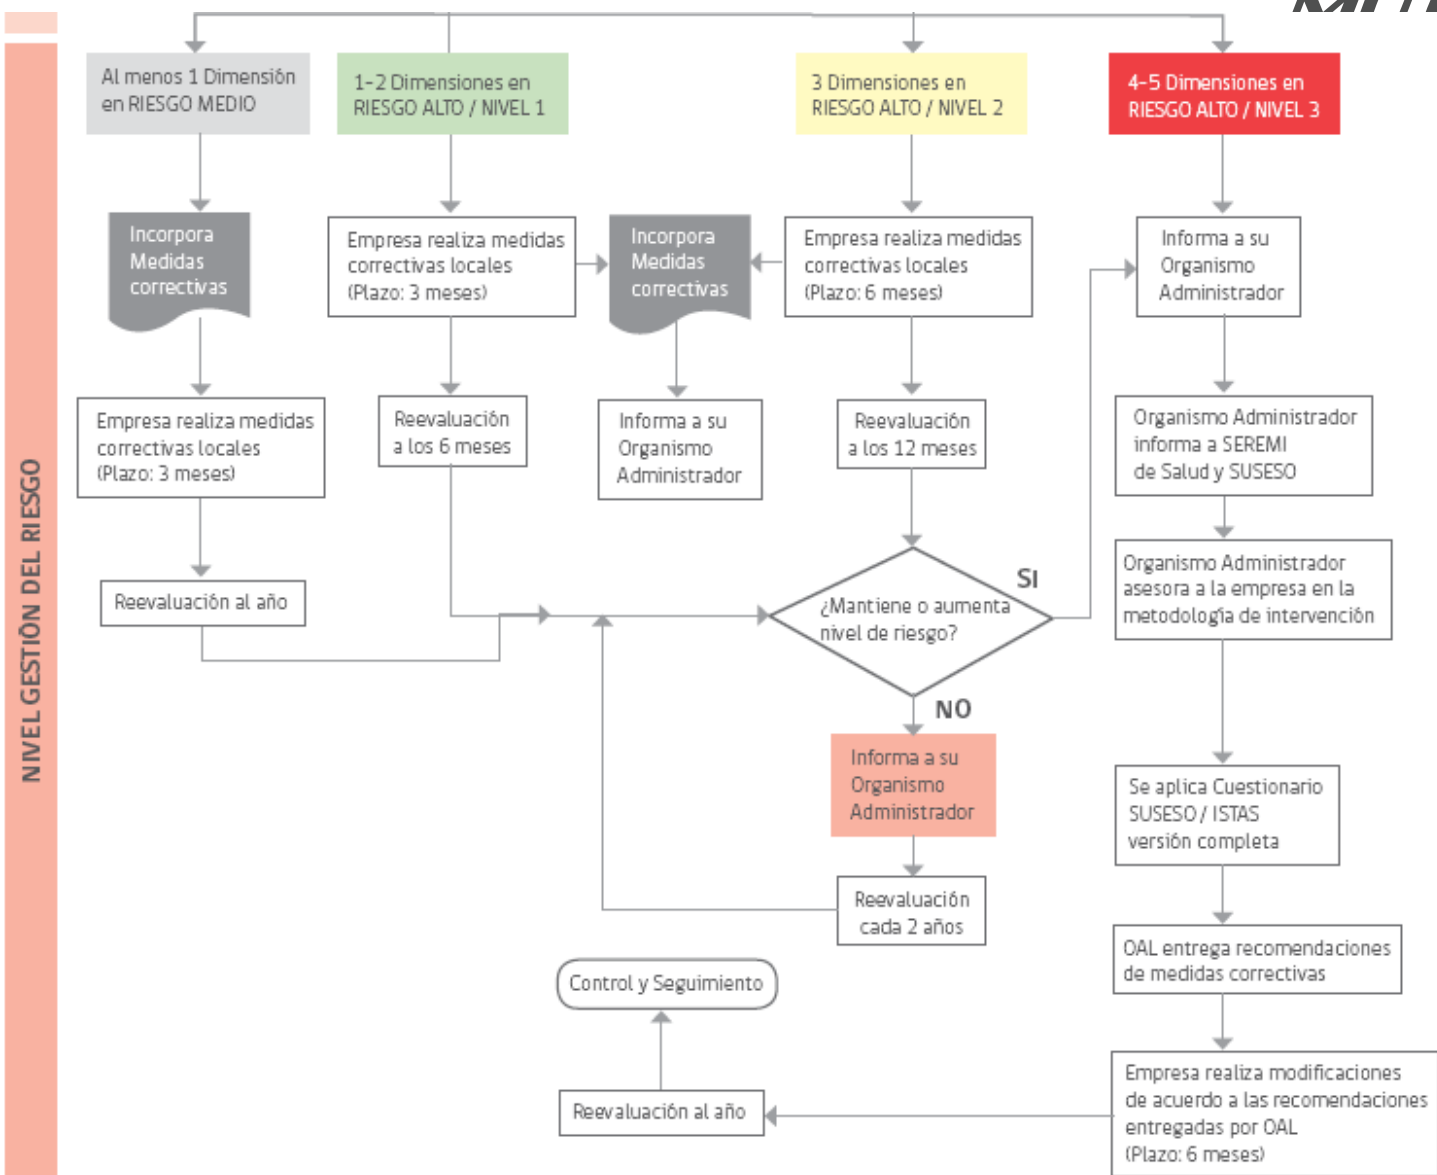 NIVEL GESTIÓN DEL RIESGO
Al menos 1 Dimensión
en RIESGO MEDIO
1-2 Dimensiones en
RIESGO ALTO / NIVEL 1
3 Dimensiones en
RIESGO ALTO / NIVEL 2
4-5 Dimensiones en
RIESGO ALTO / NIVEL 3
Incorpora
Medidas
correctivas
Empresa realiza medidas
correctivas locales
(Plazo: 3 meses)
Incorpora
Medidas
correctivas
Empresa realiza medidas
correctivas locales
(Plazo: 6 meses)
Informa a su
Organismo
Administrador
Empresa realiza medidas
correctivas locales
(Plazo: 3 meses)
Reevaluación
a los 6 meses
Informa a su
Organismo
Administrador
Reevaluación
a los 12 meses
Organismo Administrador
informa a SEREMI
de Salud y SUSESO
Reevaluación al año
¿Mantiene o aumenta
nivel de riesgo?
SI
NO
Organismo Administrador
asesora a la empresa en la
metodología de intervención
Informa a su
Organismo
Administrador
Se aplica Cuestionario
SUSESO / ISTAS
versión completa
Reevaluación
cada 2 años
OAL entrega recomendaciones
de medidas correctivas
Control y Seguimiento
Empresa realiza modificaciones
de acuerdo a las recomendaciones
entregadas por OAL
(Plazo: 6 meses)
Reevaluación al año